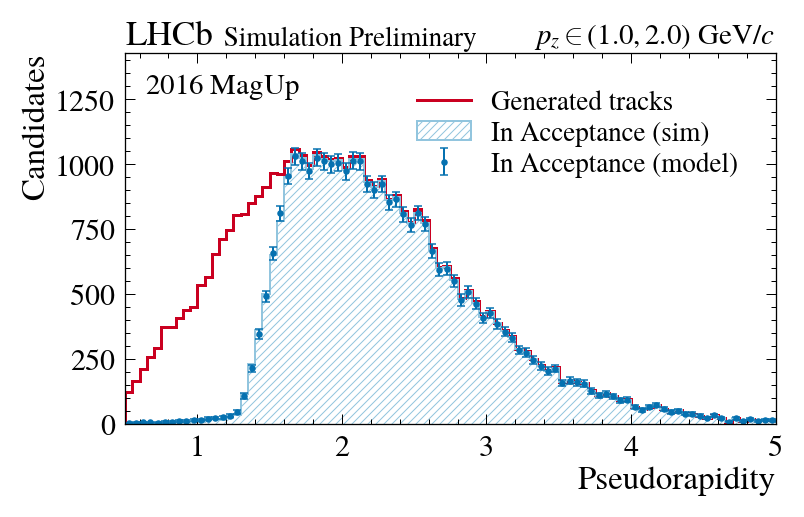 LHCb Simulation Preliminary
p_z ∈ (1.0, 2.0) GeV/c
2016 MagUp
Generated tracks
In Acceptance (sim)
In Acceptance (model)
Candidates
1250
1000
750
500
250
0
1 2 3 4 5
Pseudorapidity